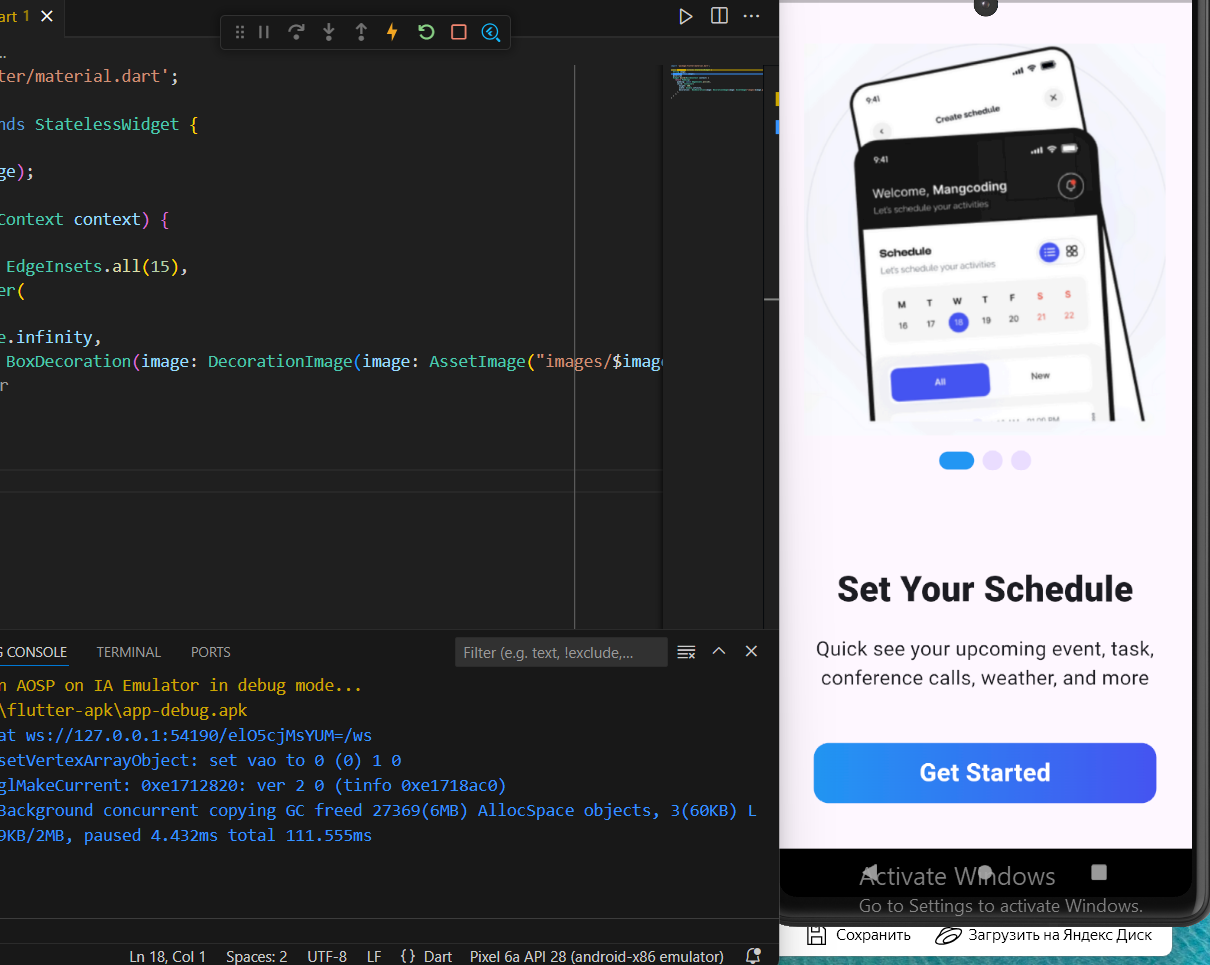 art 1
ter/material.dart';
nds StatelessWidget {
ge);
Context context) {
EdgeInsets.all(15),
er(
e.infinity,
BoxDecoration(image: DecorationImage(image: AssetImage("images/$imag
r
G CONSOLE TERMINAL PORTS
Filter (e.g. text, !exclude,...
n AOSP on IA Emulator in debug mode...
\flutter-apk\app-debug.apk
at ws://127.0.0.1:54190/elO5cjMsYUM=/ws
setVertexArrayObject: set vao to 0 (0) 1 0
glMakeCurrent: 0xe1712820: ver 2 0 (tinfo 0xe1718ac0)
Background concurrent copying GC freed 27369(6MB) AllocSpace objects, 3(60KB) L
9KB/2MB, paused 4.432ms total 111.555ms
Ln 18, Col 1 Spaces: 2 UTF-8 LF {} Dart Pixel 6a API 28 (android-x86 emulator)
9:41
Create schedule
9:41
Welcome, Mangcoding
Let's schedule your activities
Schedule
Let's schedule your activities
M T W T F S S
16 17 18 19 20 21 22
All New
Set Your Schedule
Quick see your upcoming event, task,
conference calls, weather, and more
Get Started
Activate Windows
Go to Settings to activate Windows.
Сохранить Загрузить на Яндекс Диск